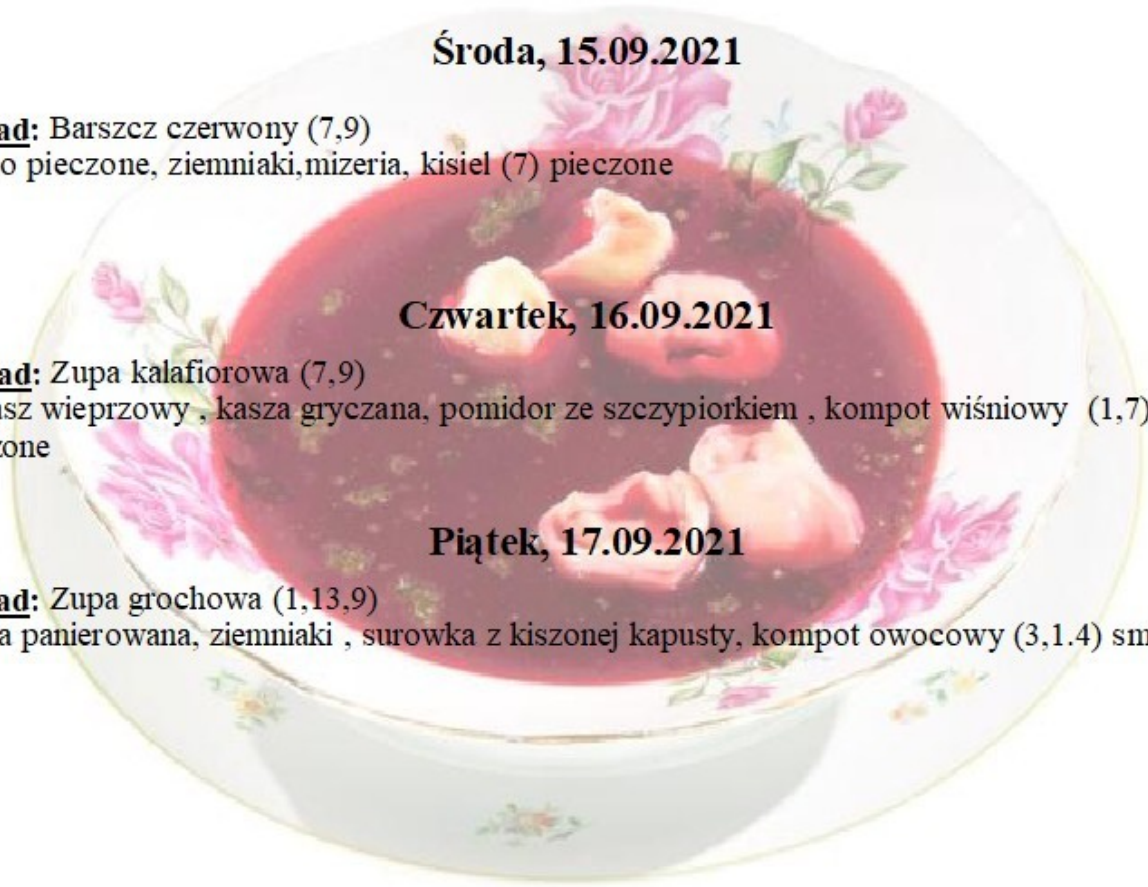 Środa, 15.09.2021
ad: Barszcz czerwony (7,9)
o pieczone, ziemniaki,mizeria, kisiel (7) pieczone
Czwartek, 16.09.2021
ad: Zupa kalafiorowa (7,9)
asz wieprzowy , kasza gryczana, pomidor ze szczypiorkiem , kompot wiśniowy (1,7)
one
Piątek, 17.09.2021
ad: Zupa grochowa (1,13,9)
a panierowana, ziemniaki , surowka z kiszonej kapusty, kompot owocowy (3,1.4) sm